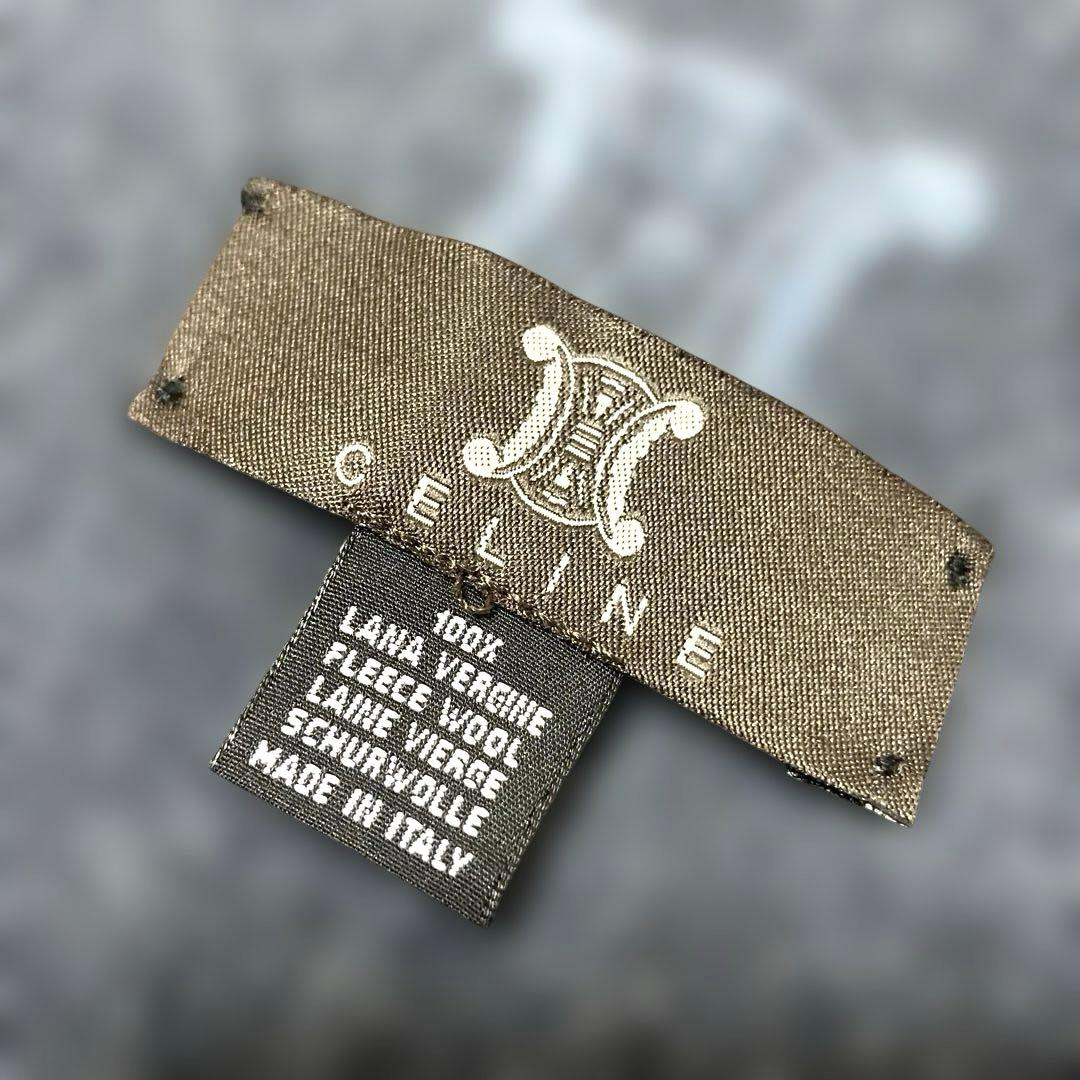 CELINE
100%
LANA VERGINE
FLEECE WOOL
LAINE VIERGE
SCHURWOLLE
MADE IN ITALY